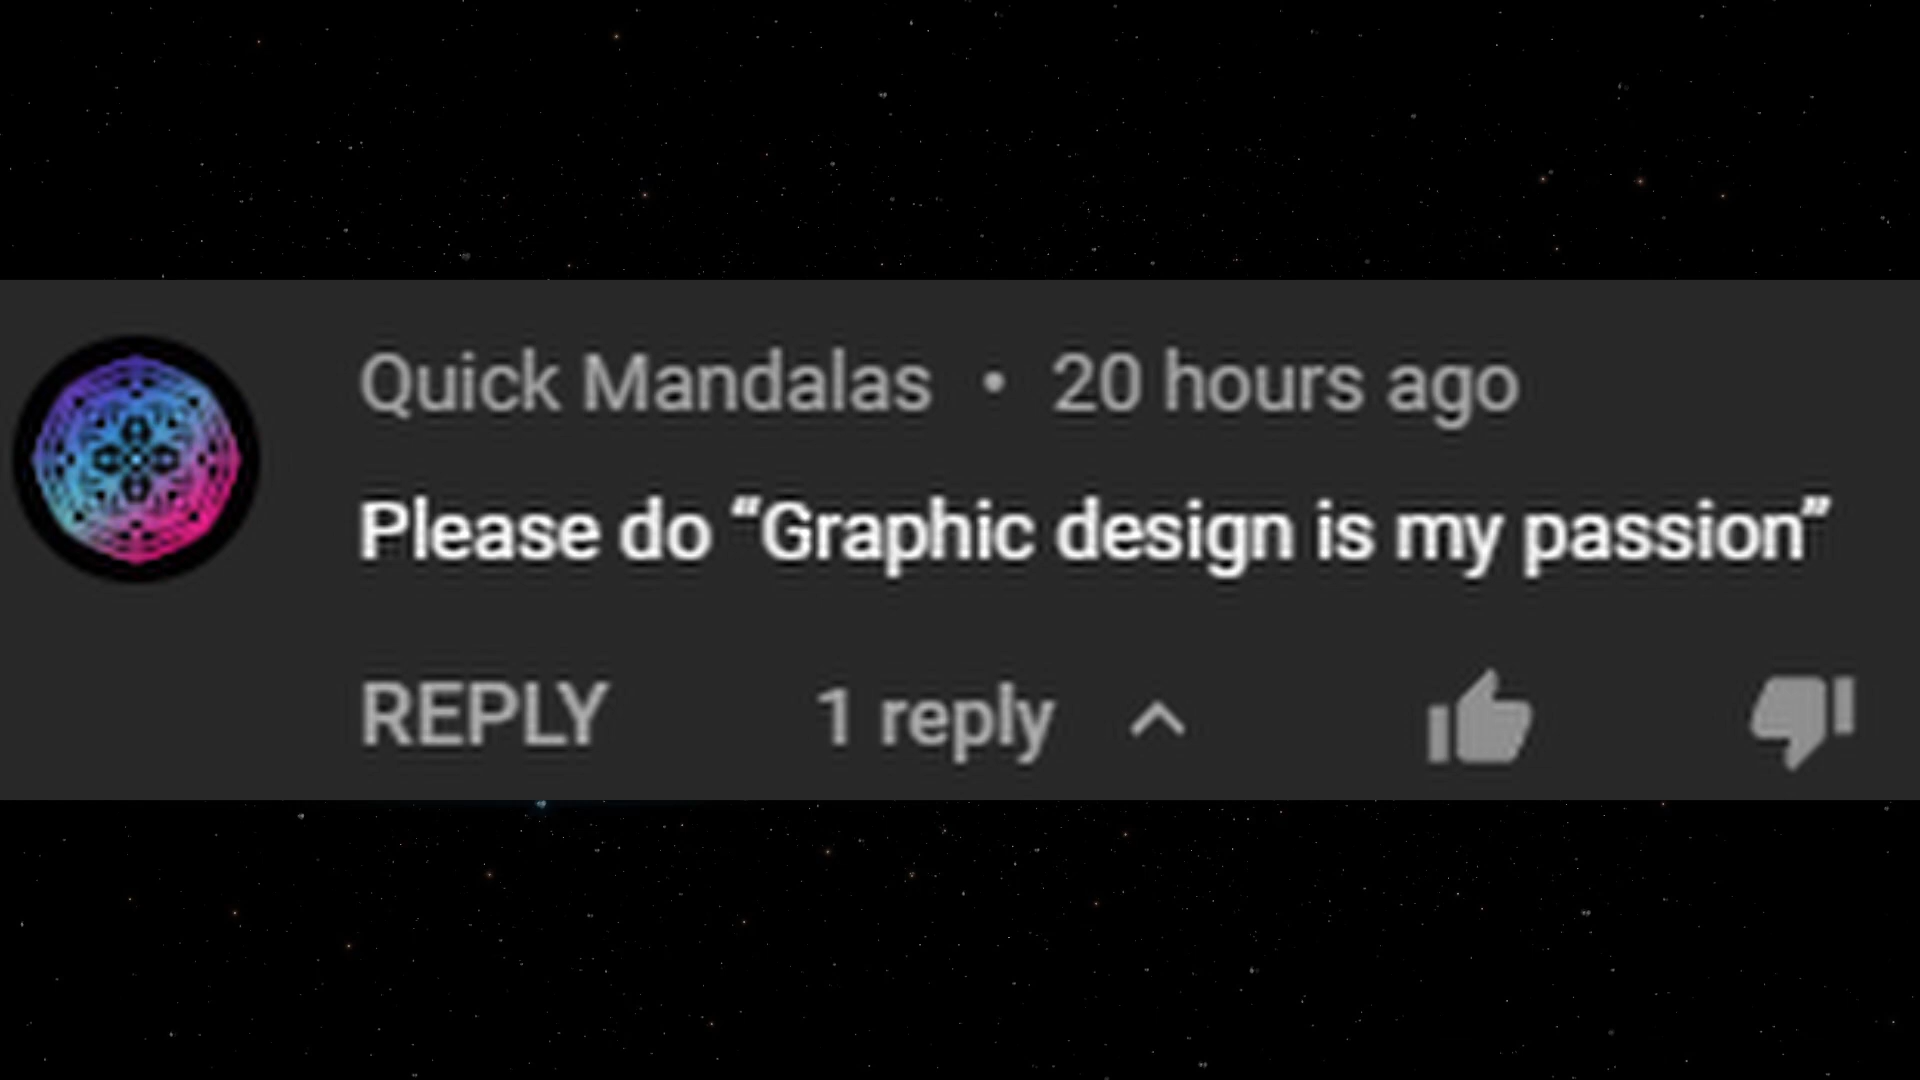 Quick Mandalas • 20 hours ago
Please do “Graphic design is my passion”
REPLY 1 reply